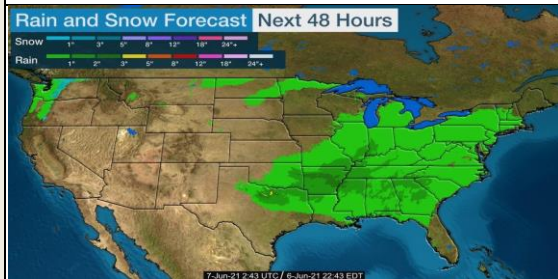 Rain and Snow Forecast Next 48 Hours
Snow 1" 3" 5" 8" 12" 18" 24"+
Rain 1" 2" 3" 5" 8" 12" 18" 24"+
7-Jun-21 2:43 UTC / 6-Jun-21 22:43 EDT